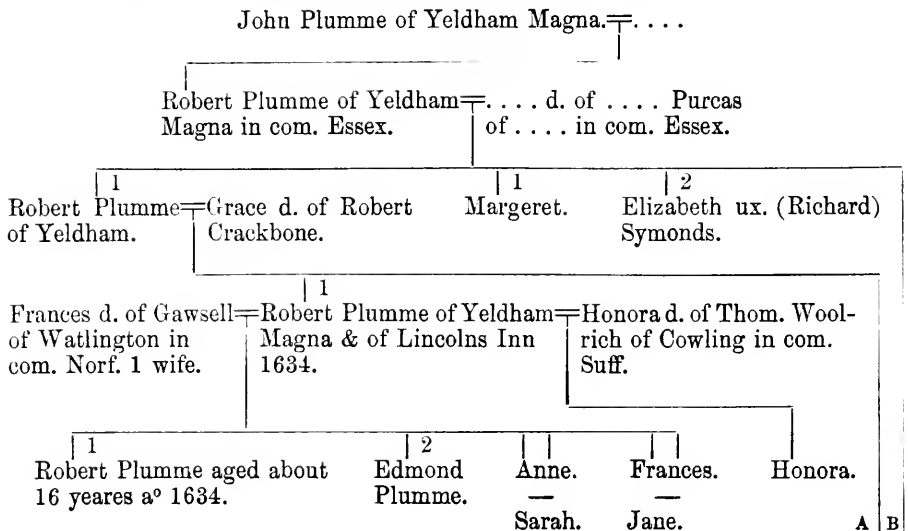 John Plumme of Yeldham Magna.╤. . . .
Robert Plumme of Yeldham╤. . . . d. of . . . . Purcas
Magna in com. Essex. of . . . . in com. Essex.
1 1 2
Robert Plumme╤Grace d. of Robert Margeret. Elizabeth ux. (Richard)
of Yeldham. Crackbone. Symonds.
1
Frances d. of Gawsell╤Robert Plumme of Yeldham╤Honora d. of Thom. Wool-
of Watlington in Magna & of Lincolns Inn rich of Cowling in com.
com. Norf. 1 wife. 1634. Suff.
1 2
Robert Plumme aged about Edmond Anne. Frances. Honora.
16 yeares aº 1634. Plumme. — —
Sarah. Jane. A B